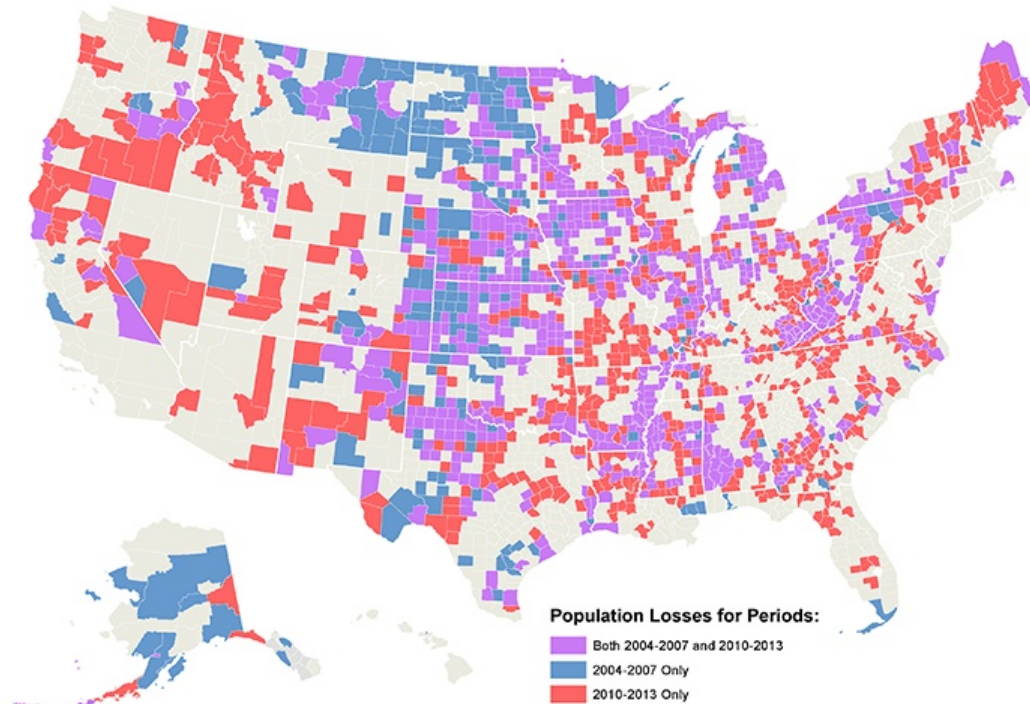 Population Losses for Periods:
Both 2004-2007 and 2010-2013
2004-2007 Only
2010-2013 Only